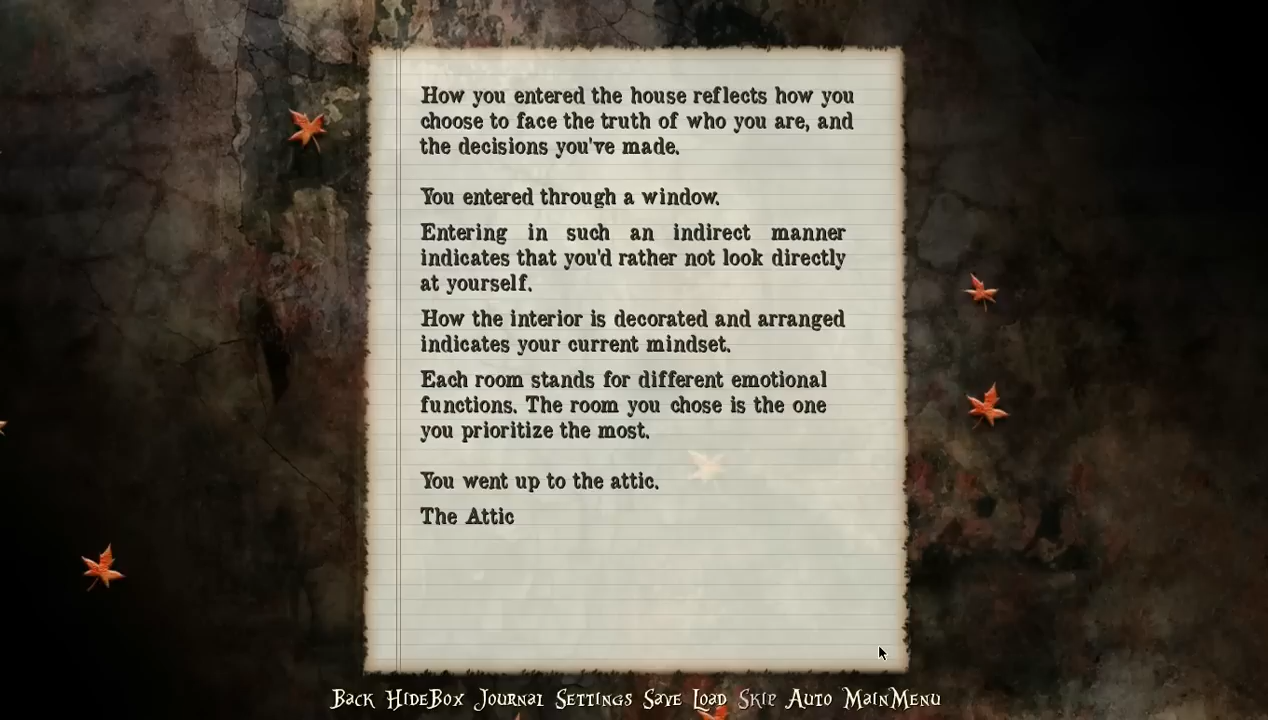 How you entered the house reflects how you
choose to face the truth of who you are, and
the decisions you've made.
You entered through a window.
Entering in such an indirect manner
indicates that you'd rather not look directly
at yourself.
How the interior is decorated and arranged
indicates your current mindset.
Each room stands for different emotional
functions. The room you chose is the one
you prioritize the most.
You went up to the attic.
The Attic
Back HideBox Journal Settings Save Load Skip Auto MainMenu